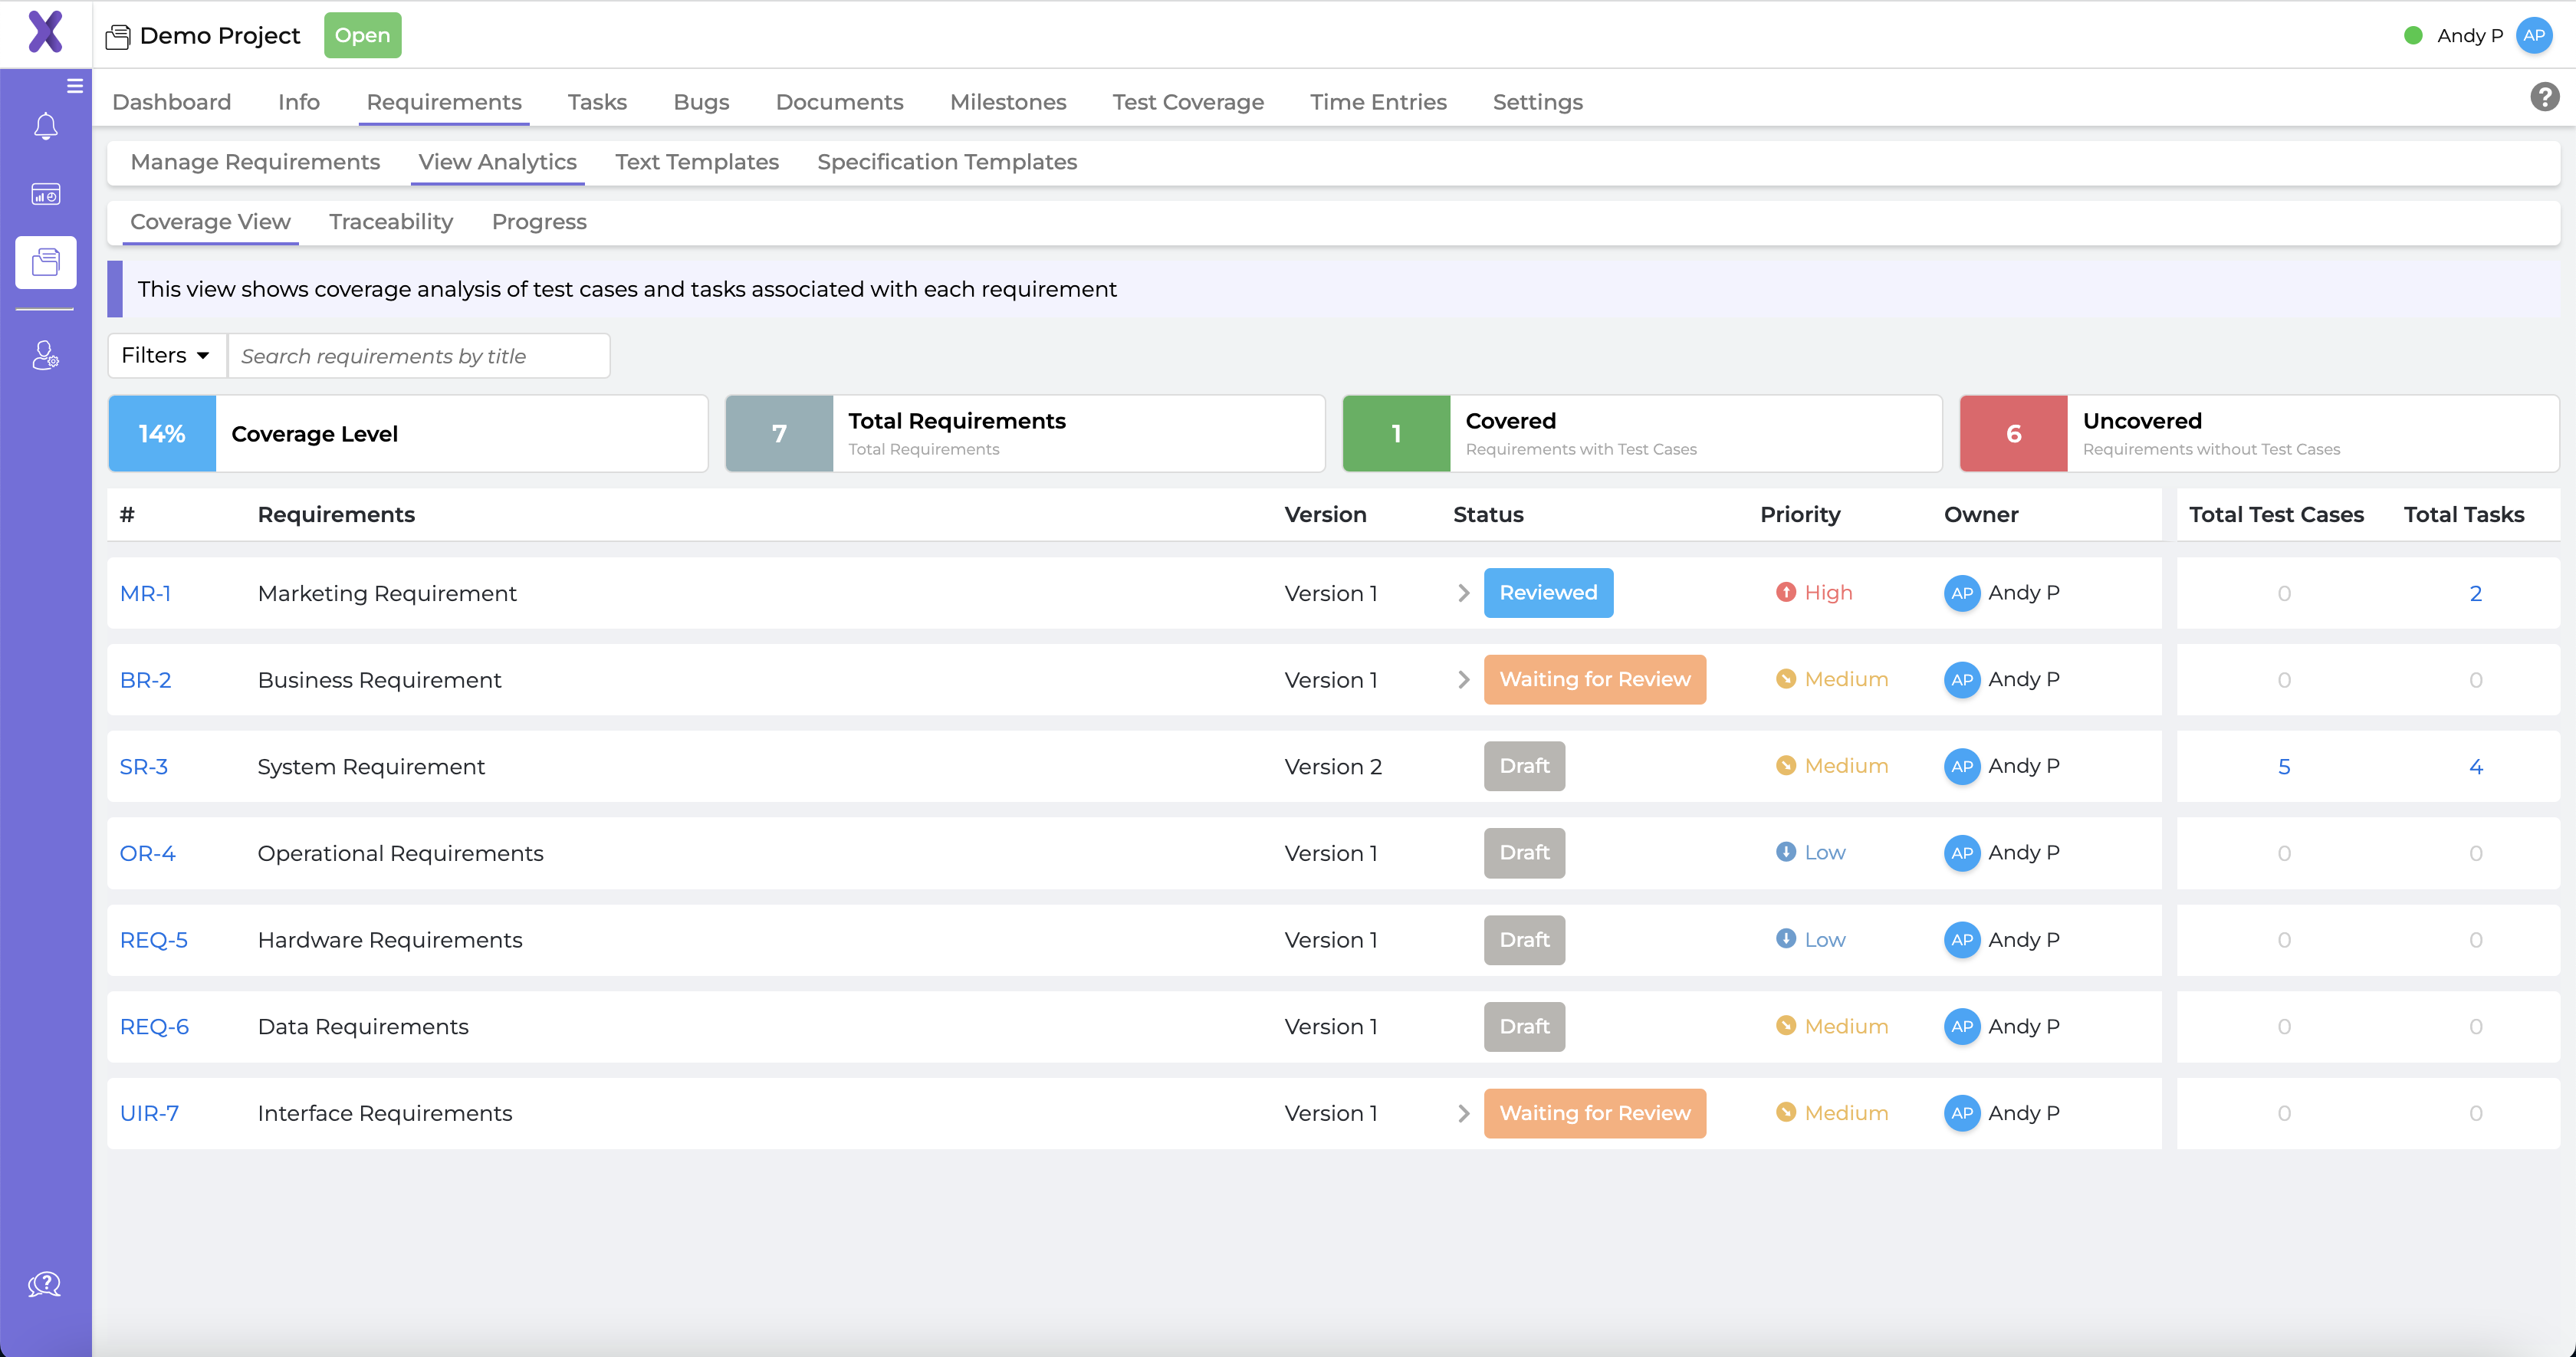 Demo Project Open Andy P AP
Dashboard Info Requirements Tasks Bugs Documents Milestones Test Coverage Time Entries Settings ?
Manage Requirements View Analytics Text Templates Specification Templates
Coverage View Traceability Progress
This view shows coverage analysis of test cases and tasks associated with each requirement
Filters Search requirements by title
14% Coverage Level
7 Total Requirements
Total Requirements
1 Covered
Requirements with Test Cases
6 Uncovered
Requirements without Test Cases
# Requirements Version Status Priority Owner Total Test Cases Total Tasks
MR-1 Marketing Requirement Version 1 Reviewed High AP Andy P 0 2
BR-2 Business Requirement Version 1 Waiting for Review Medium AP Andy P 0 0
SR-3 System Requirement Version 2 Draft Medium AP Andy P 5 4
OR-4 Operational Requirements Version 1 Draft Low AP Andy P 0 0
REQ-5 Hardware Requirements Version 1 Draft Low AP Andy P 0 0
REQ-6 Data Requirements Version 1 Draft Medium AP Andy P 0 0
UIR-7 Interface Requirements Version 1 Waiting for Review Medium AP Andy P 0 0
?